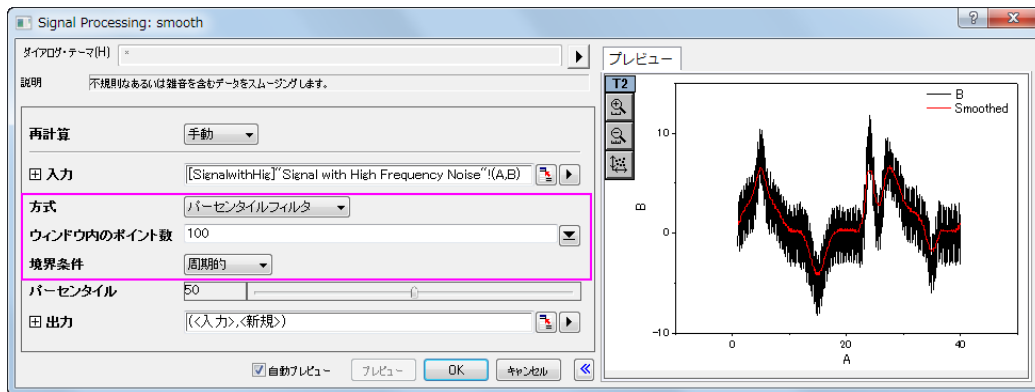 Signal Processing: smooth
ダイアログ・テーマ(H) *
説明 不規則なあるいは雑音を含むデータをスムージングします。
再計算 手動
入力 [SignalwithHig]"Signal with High Frequency Noise"!(A,B)
方式 パーセンタイルフィルタ
ウィンドウ内のポイント数 100
境界条件 周期的
パーセンタイル 50
出力 (<入力>,<新規>)
自動プレビュー プレビュー OK キャンセル
プレビュー
T2
B
Smoothed
10
0
-10
B
0 20 40
A